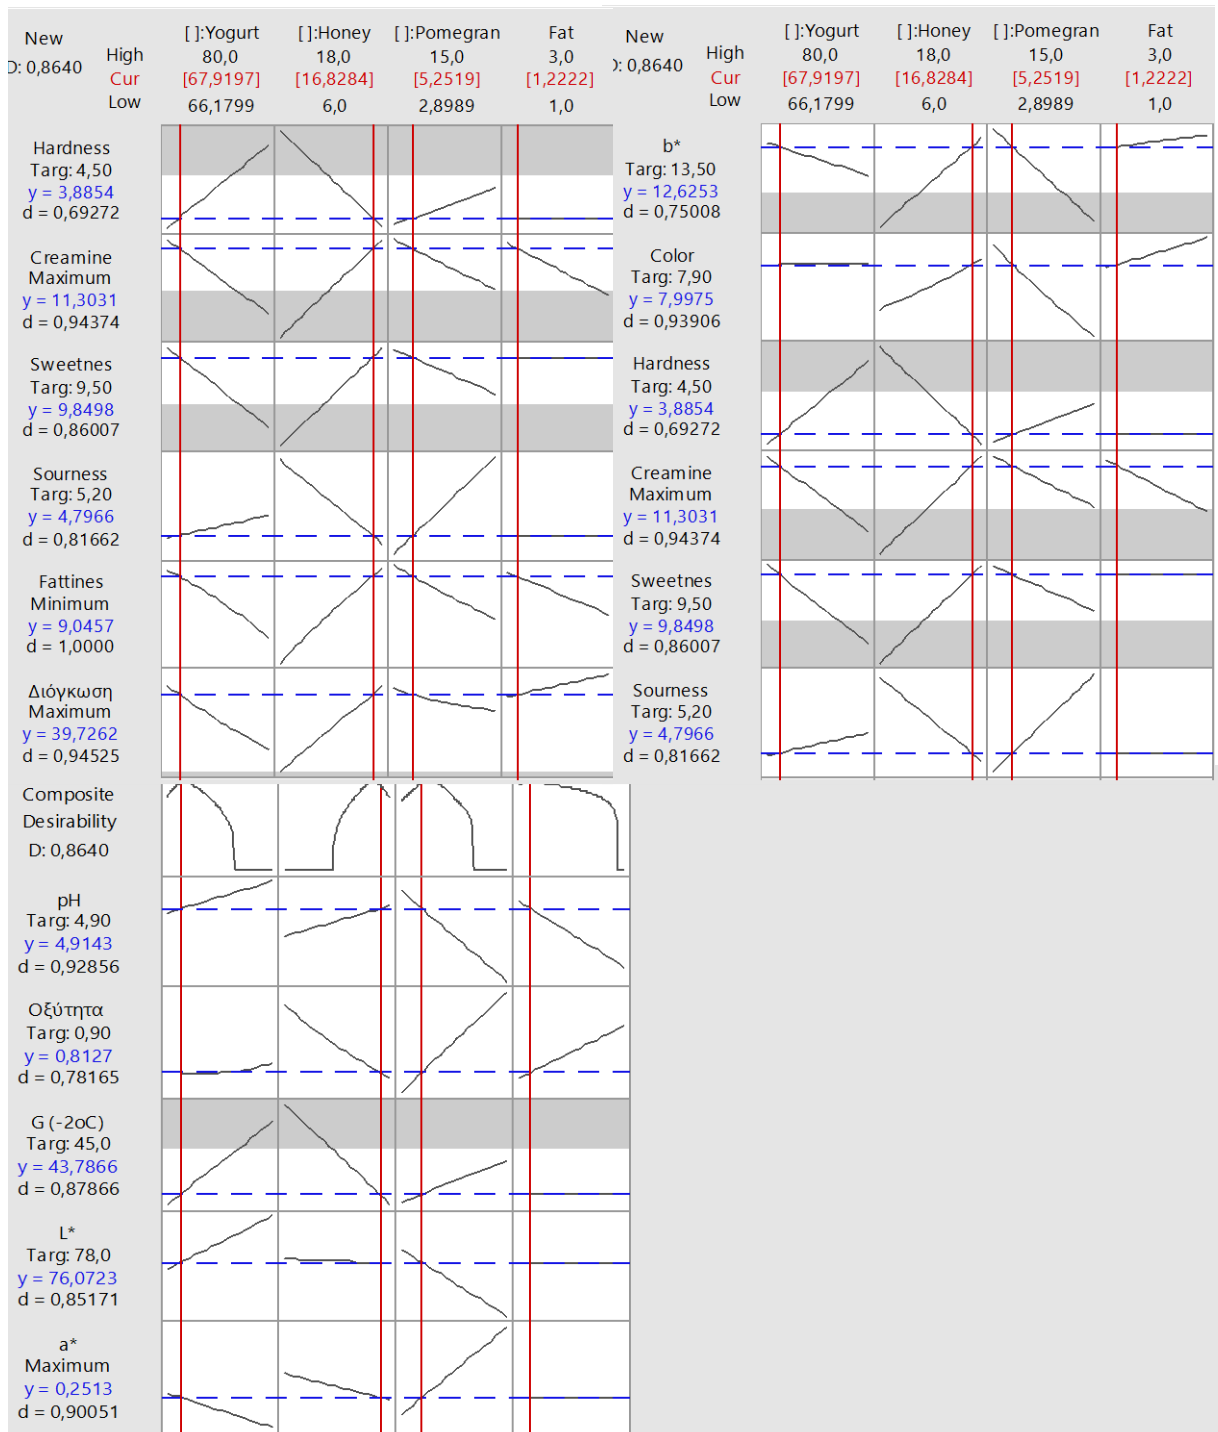 New
D: 0,8640
High
Cur
Low
[ ]:Yogurt
80,0
[67,9197]
66,1799
[ ]:Honey
18,0
[16,8284]
6,0
[ ]:Pomegran
15,0
[5,2519]
2,8989
Fat
3,0
[1,2222]
1,0
Hardness
Targ: 4,50
y = 3,8854
d = 0,69272
Creamine
Maximum
y = 11,3031
d = 0,94374
Sweetnes
Targ: 9,50
y = 9,8498
d = 0,86007
Sourness
Targ: 5,20
y = 4,7966
d = 0,81662
Fattines
Minimum
y = 9,0457
d = 1,0000
Διόγκωση
Maximum
y = 39,7262
d = 0,94525
New
D: 0,8640
High
Cur
Low
[ ]:Yogurt
80,0
[67,9197]
66,1799
[ ]:Honey
18,0
[16,8284]
6,0
[ ]:Pomegran
15,0
[5,2519]
2,8989
Fat
3,0
[1,2222]
1,0
b*
Targ: 13,50
y = 12,6253
d = 0,75008
Color
Targ: 7,90
y = 7,9975
d = 0,93906
Hardness
Targ: 4,50
y = 3,8854
d = 0,69272
Creamine
Maximum
y = 11,3031
d = 0,94374
Sweetnes
Targ: 9,50
y = 9,8498
d = 0,86007
Sourness
Targ: 5,20
y = 4,7966
d = 0,81662
Composite
Desirability
D: 0,8640
pH
Targ: 4,90
y = 4,9143
d = 0,92856
Οξύτητα
Targ: 0,90
y = 0,8127
d = 0,78165
G (-2oC)
Targ: 45,0
y = 43,7866
d = 0,87866
L*
Targ: 78,0
y = 76,0723
d = 0,85171
a*
Maximum
y = 0,2513
d = 0,90051